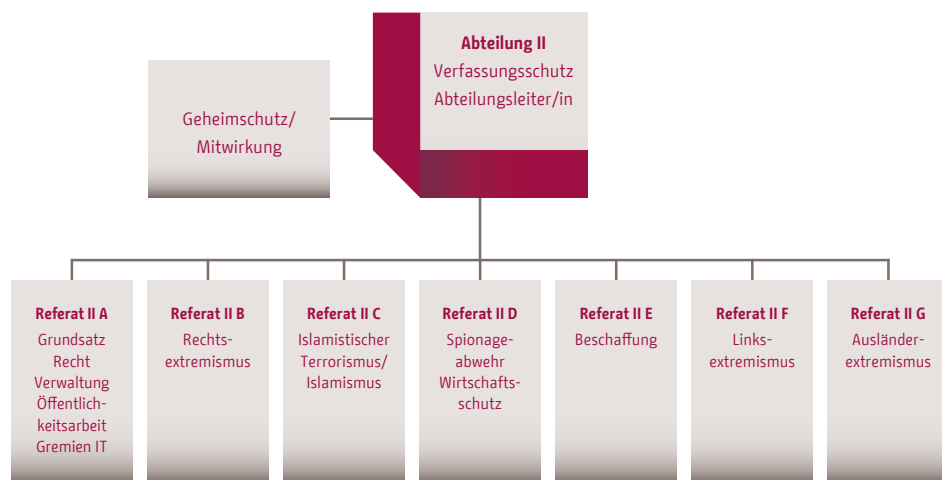 Abteilung II
Verfassungsschutz
Abteilungsleiter/in
Geheimschutz/
Mitwirkung
Referat II A
Grundsatz
Recht
Verwaltung
Öffentlich-
keitsarbeit
Gremien IT
Referat II B
Rechts-
extremismus
Referat II C
Islamistischer
Terrorismus/
Islamismus
Referat II D
Spionage-
abwehr
Wirtschafts-
schutz
Referat II E
Beschaffung
Referat II F
Links-
extremismus
Referat II G
Ausländer-
extremismus